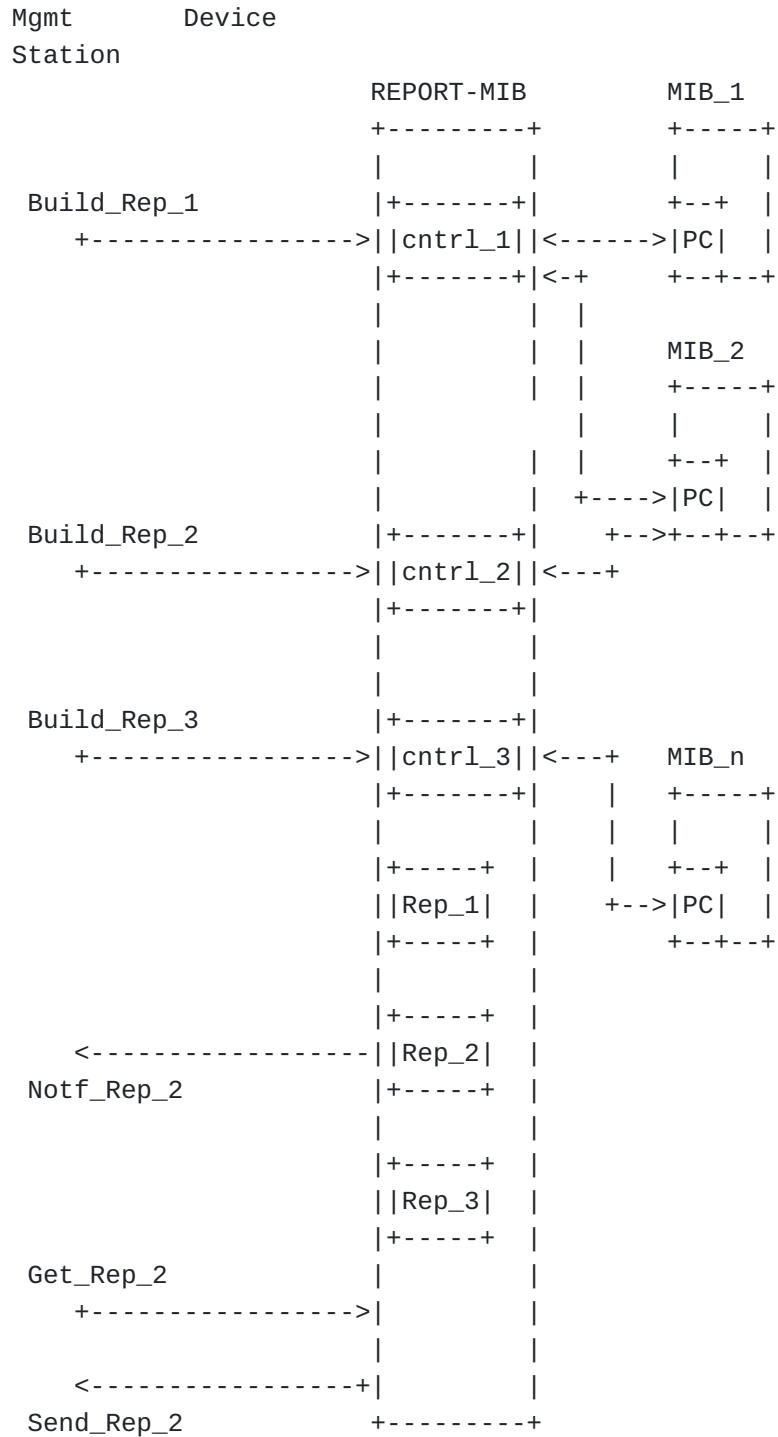 Mgmt Device
Station
REPORT-MIB MIB_1
Build_Rep_1
cntrl_1 PC
MIB_2
PC
Build_Rep_2
cntrl_2
Build_Rep_3
cntrl_3 MIB_n
Rep_1 PC
Rep_2
Notf_Rep_2
Rep_3
Get_Rep_2
Send_Rep_2